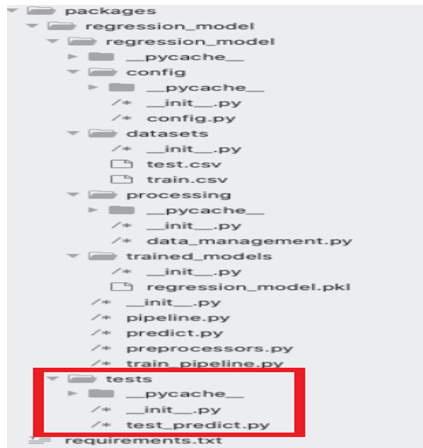 packages
regression_model
regression_model
__pycache__
config
__pycache__
/* __init__.py
/* config.py
datasets
/* __init__.py
test.csv
train.csv
processing
__pycache__
/* __init__.py
/* data_management.py
trained_models
/* __init__.py
regression_model.pkl
/* __init__.py
/* pipeline.py
/* predict.py
/* preprocessors.py
/* train_pipeline.py
tests
__pycache__
/* __init__.py
/* test_predict.py
requirements.txt